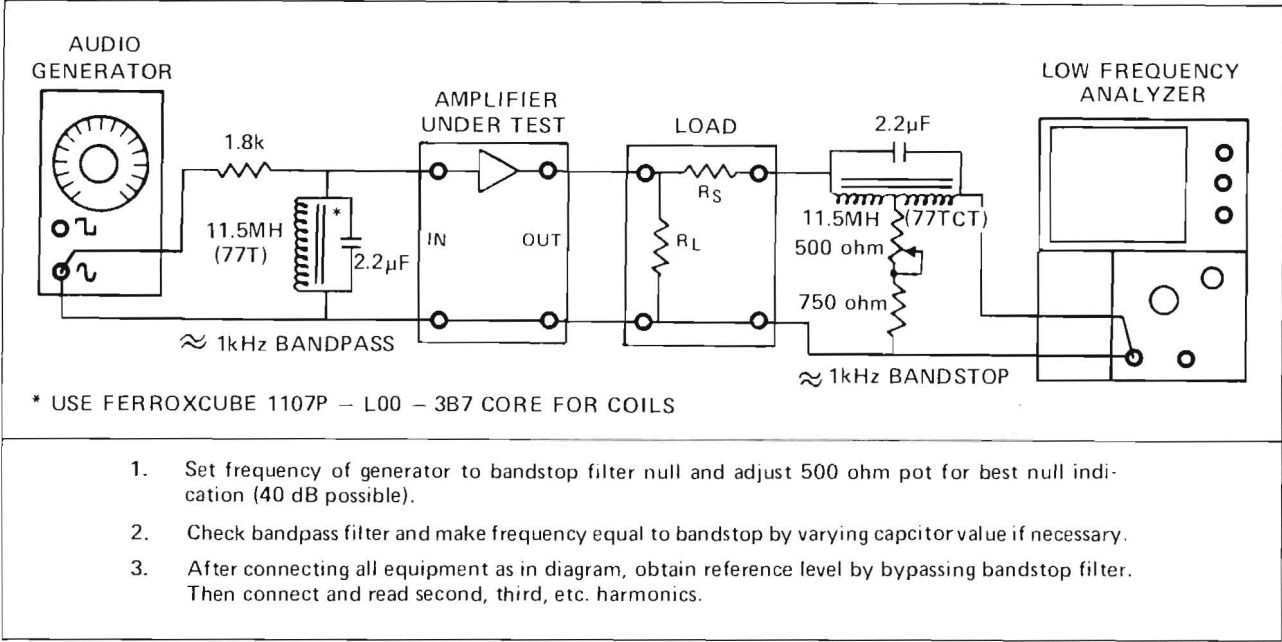 AUDIO
GENERATOR
1.8k
11.5MH
(77T)
*
2.2µF
≈ 1kHz BANDPASS
AMPLIFIER
UNDER TEST
IN
OUT
LOAD
RS
RL
2.2µF
11.5MH (77TCT)
500 ohm
750 ohm
≈ 1kHz BANDSTOP
LOW FREQUENCY
ANALYZER
* USE FERROXCUBE 1107P – L00 – 3B7 CORE FOR COILS
1. Set frequency of generator to bandstop filter null and adjust 500 ohm pot for best null indi-
cation (40 dB possible).
2. Check bandpass filter and make frequency equal to bandstop by varying capcitor value if necessary.
3. After connecting all equipment as in diagram, obtain reference level by bypassing bandstop filter.
Then connect and read second, third, etc. harmonics.